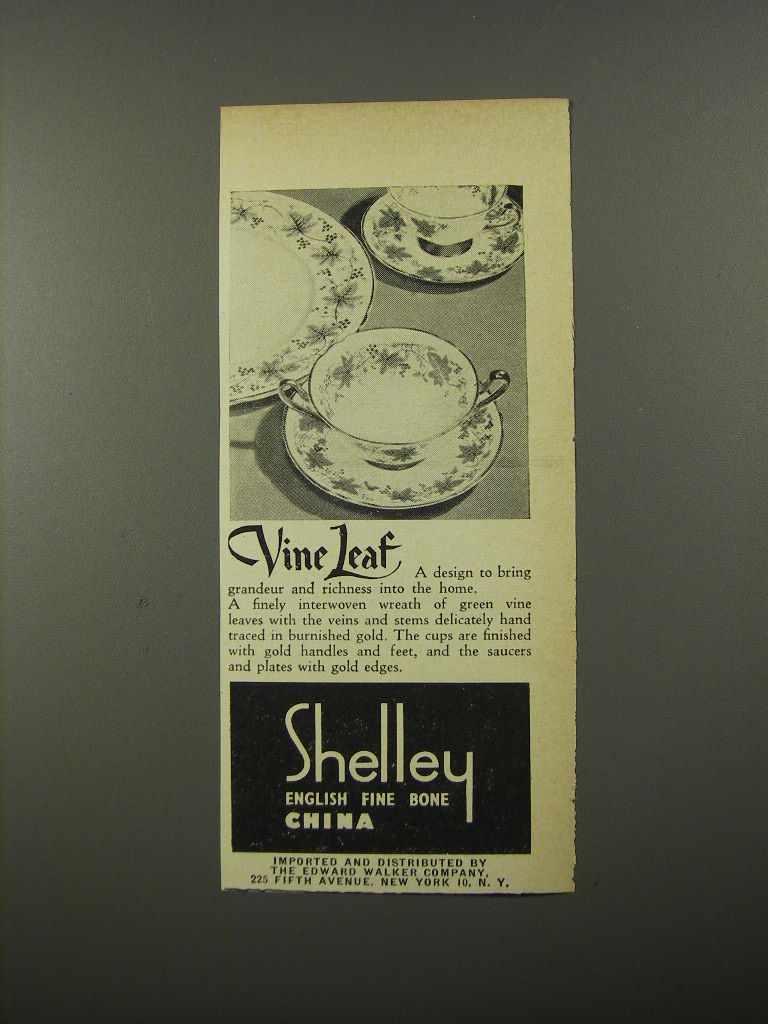 Vine Leaf
A design to bring
grandeur and richness into the home.
A finely interwoven wreath of green vine
leaves with the veins and stems delicately hand
traced in burnished gold. The cups are finished
with gold handles and feet, and the saucers
and plates with gold edges.
Shelley
ENGLISH FINE BONE
CHINA
IMPORTED AND DISTRIBUTED BY
THE EDWARD WALKER COMPANY,
225 FIFTH AVENUE, NEW YORK 10, N. Y.